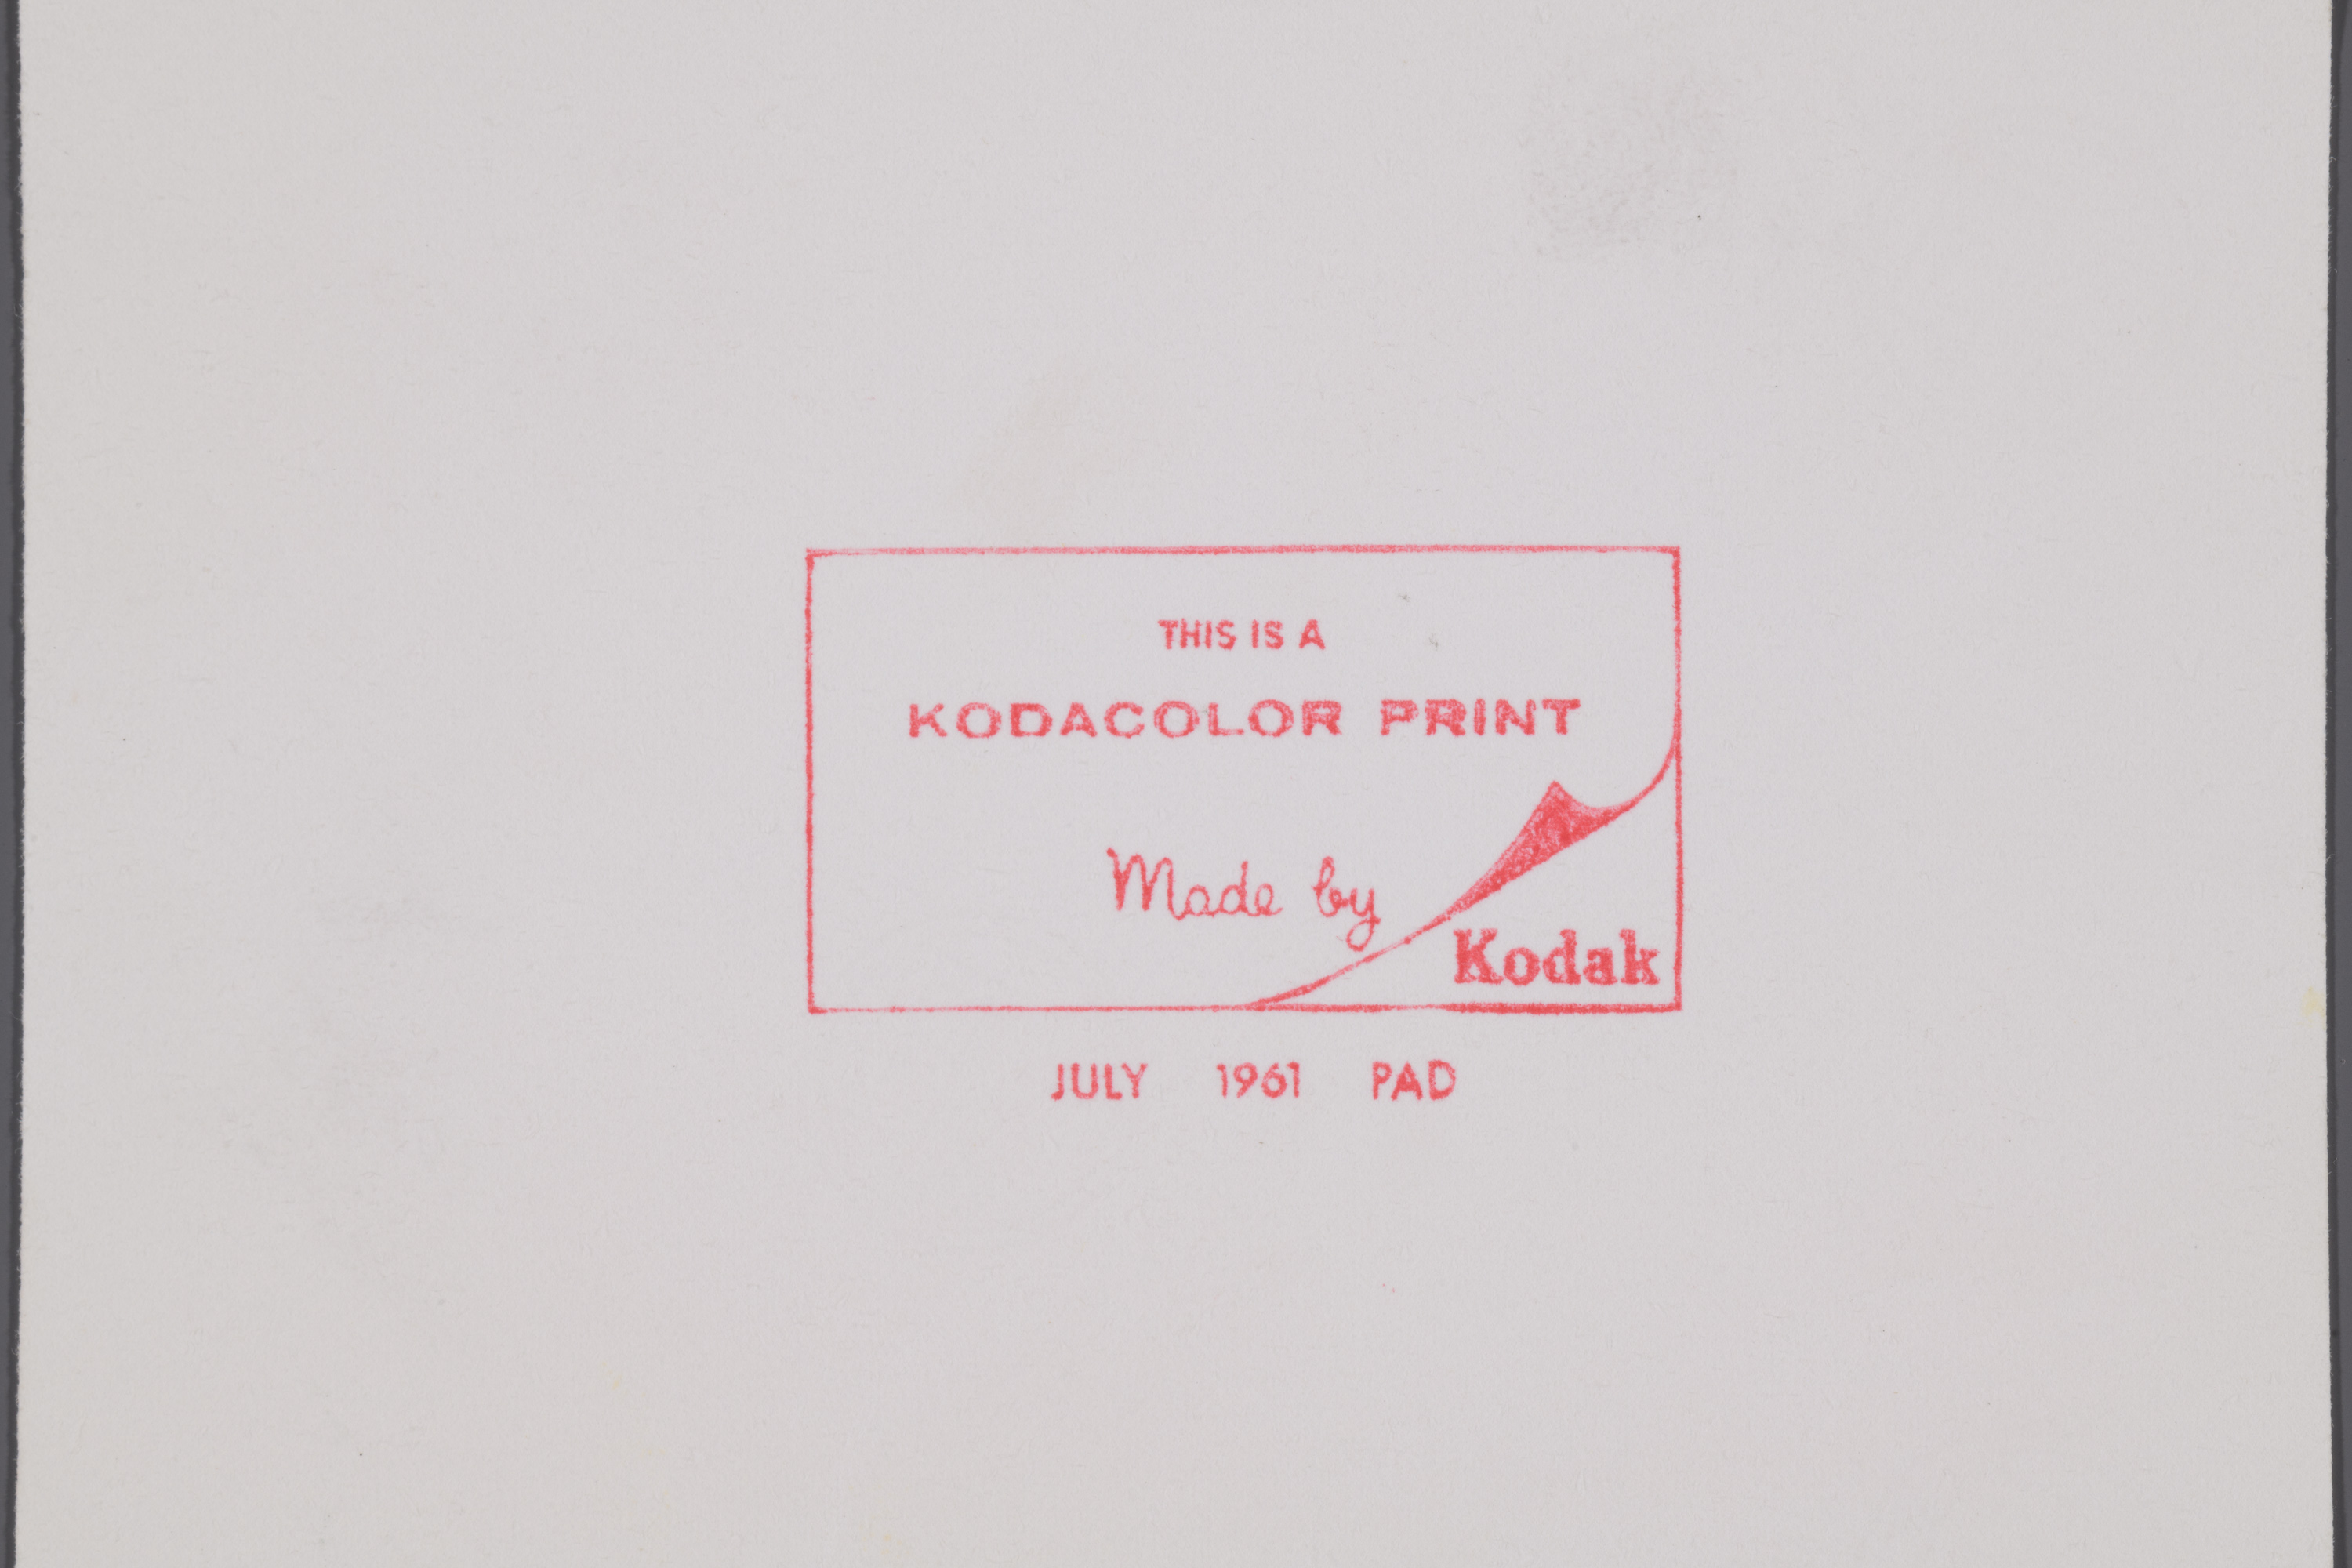 THIS IS A
KODACOLOR PRINT
Made by
Kodak
JULY 1961 PAD